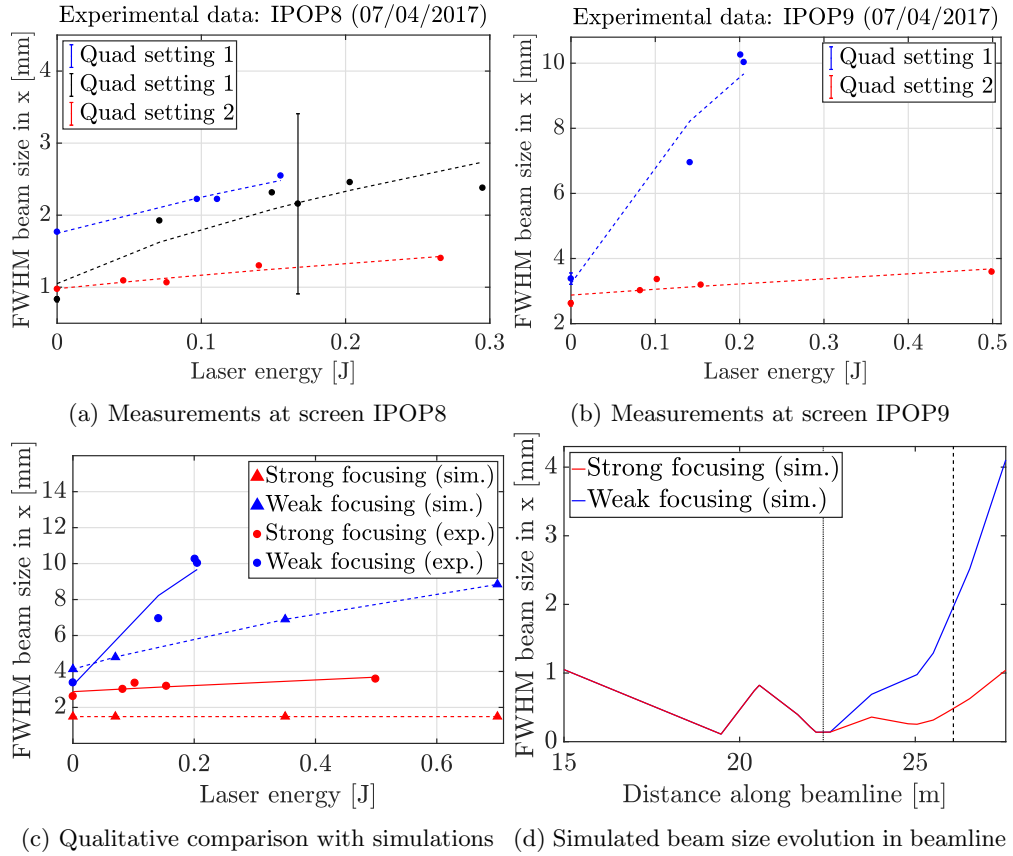 Experimental data: IPOP8 (07/04/2017)
FWHM beam size in x [mm]
Quad setting 1
Quad setting 1
Quad setting 2
4
3
2
1
0
0.1
0.2
0.3
Laser energy [J]
(a) Measurements at screen IPOP8
Experimental data: IPOP9 (07/04/2017)
FWHM beam size in x [mm]
Quad setting 1
Quad setting 2
10
8
6
4
2
0
0.1
0.2
0.3
0.4
0.5
Laser energy [J]
(b) Measurements at screen IPOP9
FWHM beam size in x [mm]
Strong focusing (sim.)
Weak focusing (sim.)
Strong focusing (exp.)
Weak focusing (exp.)
14
12
10
8
6
4
2
0
0.2
0.4
0.6
Laser energy [J]
(c) Qualitative comparison with simulations
FWHM beam size in x [mm]
Strong focusing (sim.)
Weak focusing (sim.)
4
3
2
1
0
15
20
25
Distance along beamline [m]
(d) Simulated beam size evolution in beamline